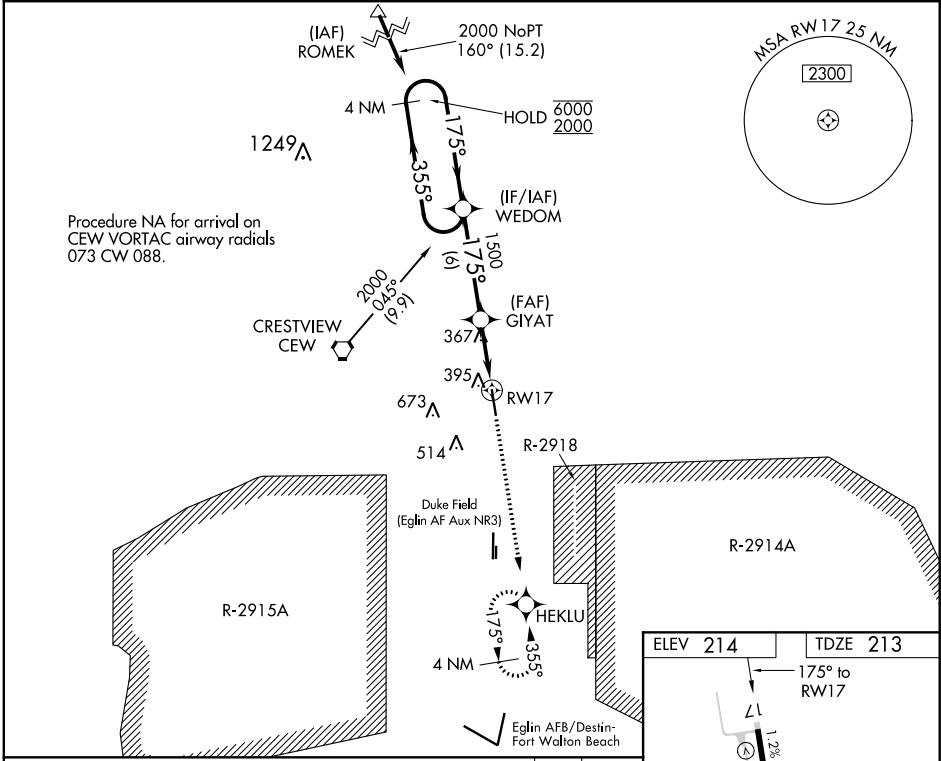 (IAF)
ROMEK
2000 NoPT
160° (15.2)
MSA RW17 25 NM
2300
4 NM
HOLD
6000
2000
175°
355°
1249
(IF/IAF)
WEDOM
Procedure NA for arrival on
CEW VORTAC airway radials
073 CW 088.
1500
175°
(6)
2000
045°
(9.9)
CRESTVIEW
CEW
(FAF)
GIYAT
367
395
RW17
673
514
R-2918
Duke Field
(Eglin AF Aux NR3)
R-2914A
R-2915A
HEKLU
175°
355°
4 NM
Eglin AFB/Destin-
Fort Walton Beach
ELEV 214
TDZE 213
175° to
RW17
17
1.2%
V